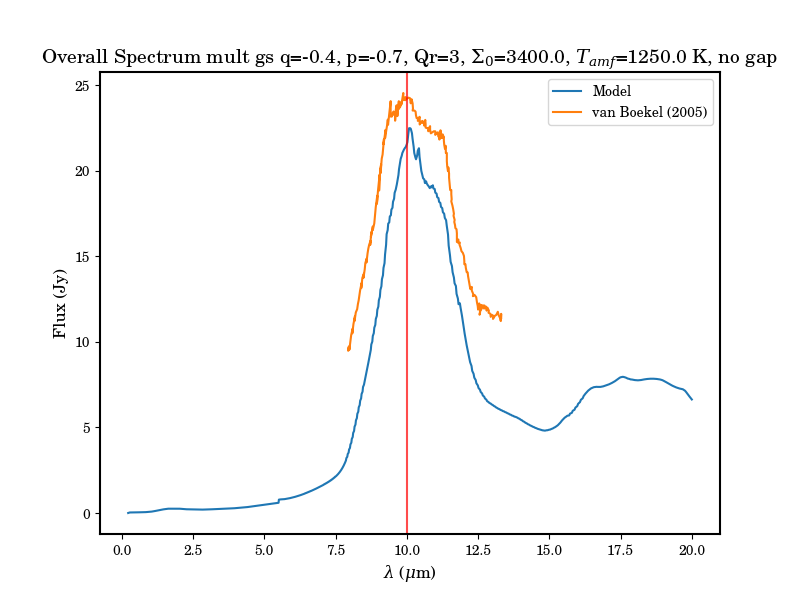 Overall Spectrum mult gs q=-0.4, p=-0.7, Qr=3, Σ₀=3400.0, T_amf=1250.0 K, no gap
25
Model
van Boekel (2005)
20
15
Flux (Jy)
10
5
0
0.0 2.5 5.0 7.5 10.0 12.5 15.0 17.5 20.0
λ (μm)